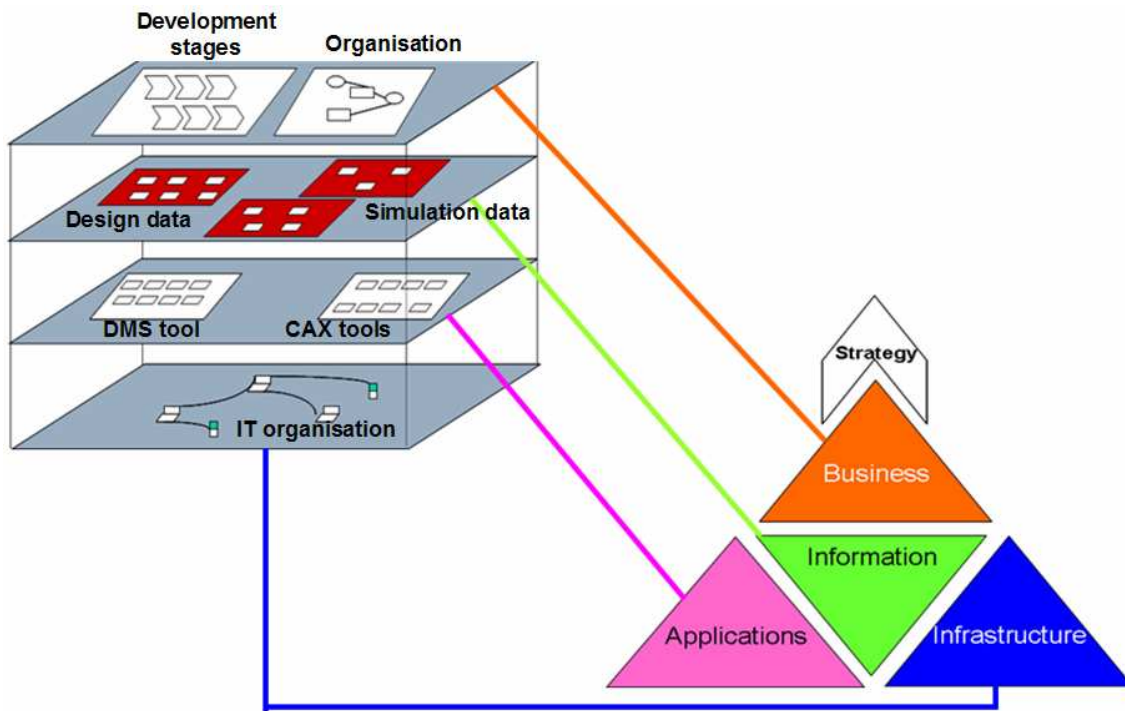 Development
stages
Organisation
Design data
Simulation data
DMS tool
CAX tools
IT organisation
Strategy
Business
Information
Applications
Infrastructure